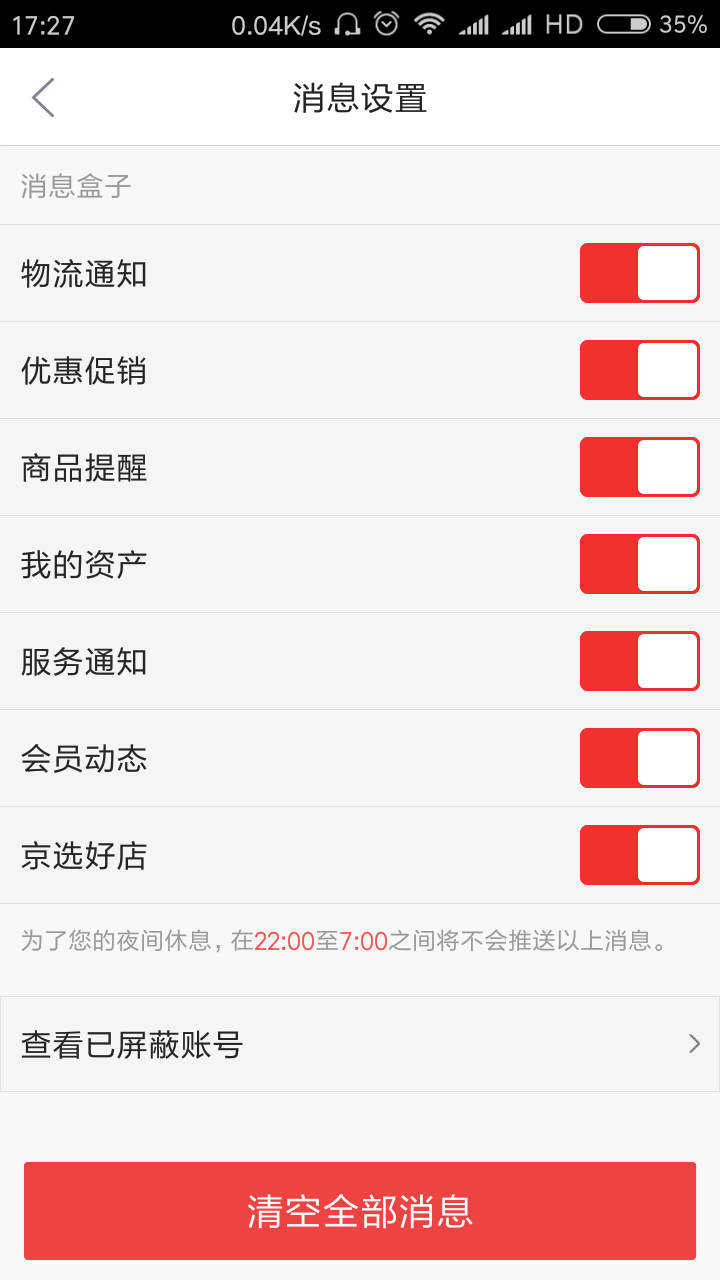 17:27 0.04K/s HD 35%
消息设置
消息盒子
物流通知
优惠促销
商品提醒
我的资产
服务通知
会员动态
京选好店
为了您的夜间休息，在22:00至7:00之间将不会推送以上消息。
查看已屏蔽账号
清空全部消息